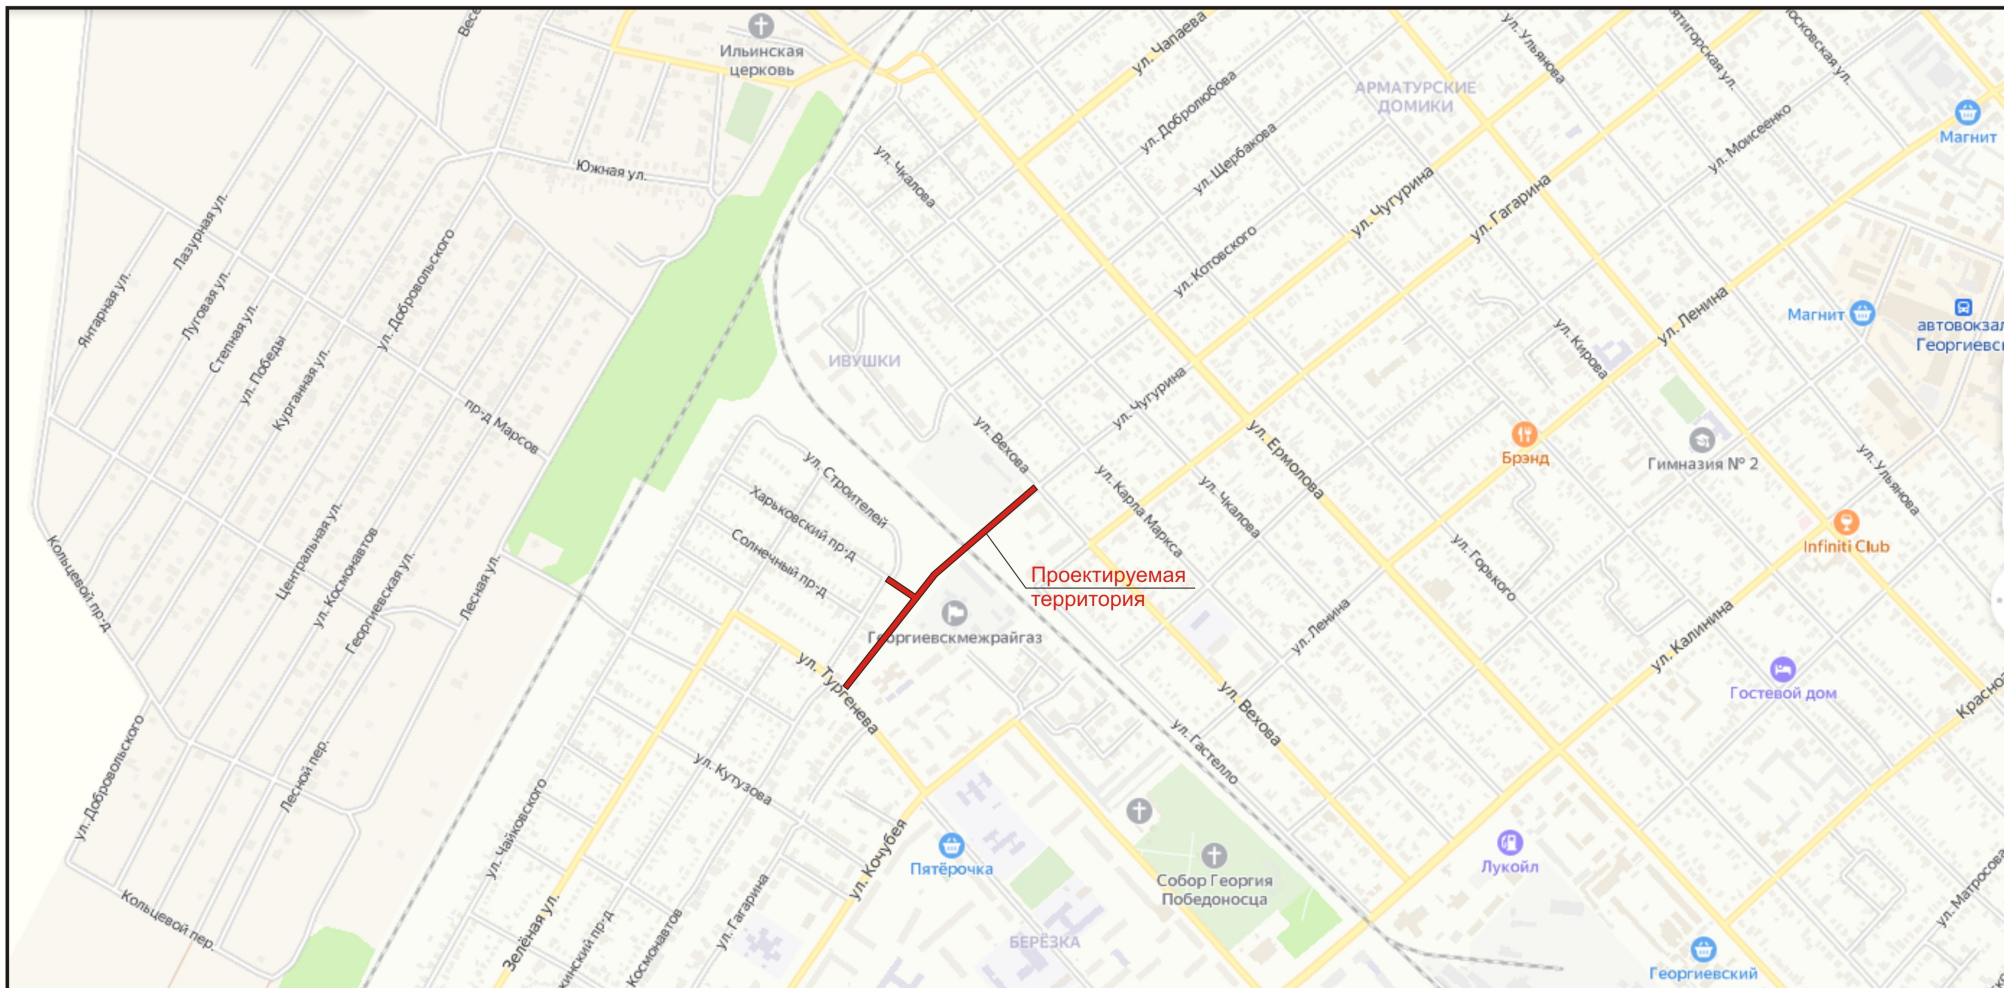 Ильинская
церковь
ул. Чапаева
ул. Ульянова
АРМАТУРСКИЕ
ДОМИКИ
ул. Добролюбова
ул. Щербакова
ул. Моисеенко
Магнит
Южная ул.
ул. Чкалова
Лазурная ул.
ул. Чугурина
ул. Гагарина
ул. Добровольского
ул. Котовского
Янтарная ул.
Луговая ул.
Степная ул.
ул. Победы
Курганная ул.
ул. Ленина
Магнит
автовокзал
ИВУШКИ
ул. Кирова
пр-д Марсов
ул. Чугурина
ул. Вехова
ул. Ермолова
Брэнд
Гимназия № 2
ул. Ульянова
ул. Строителей
Харьковский пр-д
Солнечный пр-д
ул. Карла Маркса
ул. Чкалова
Infiniti Club
Кольцевой пр-д
Центральная ул.
ул. Космонавтов
Георгиевская ул.
Лесная ул.
Проектируемая
территория
ул. Горького
Георгиевскмежрайгаз
ул. Ленина
ул. Калинина
ул. Тургенева
ул. Вехова
Гостевой дом
ул. Добровольского
Лесной пер.
ул. Кутузова
ул. Гастелло
ул. Чайковского
ул. Кочубея
Пятёрочка
Собор Георгия
Победоносца
Лукойл
ул. Матросова
Кольцевой пер.
Зелёная ул.
ул. Гагарина
Космонавтов
БЕРЁЗКА
Георгиевский